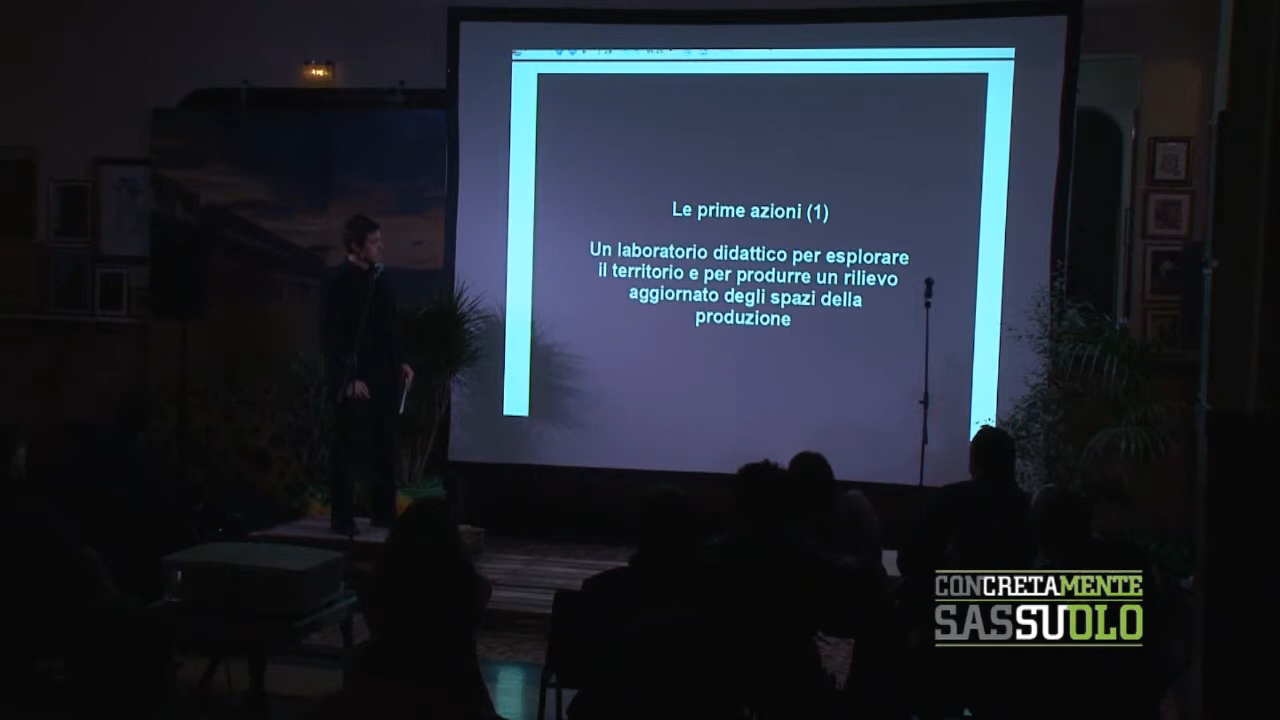 Le prime azioni (1)
Un laboratorio didattico per esplorare
il territorio e per produrre un rilievo
aggiornato degli spazi della
produzione
CONCRETAMENTE
SASSUOLO